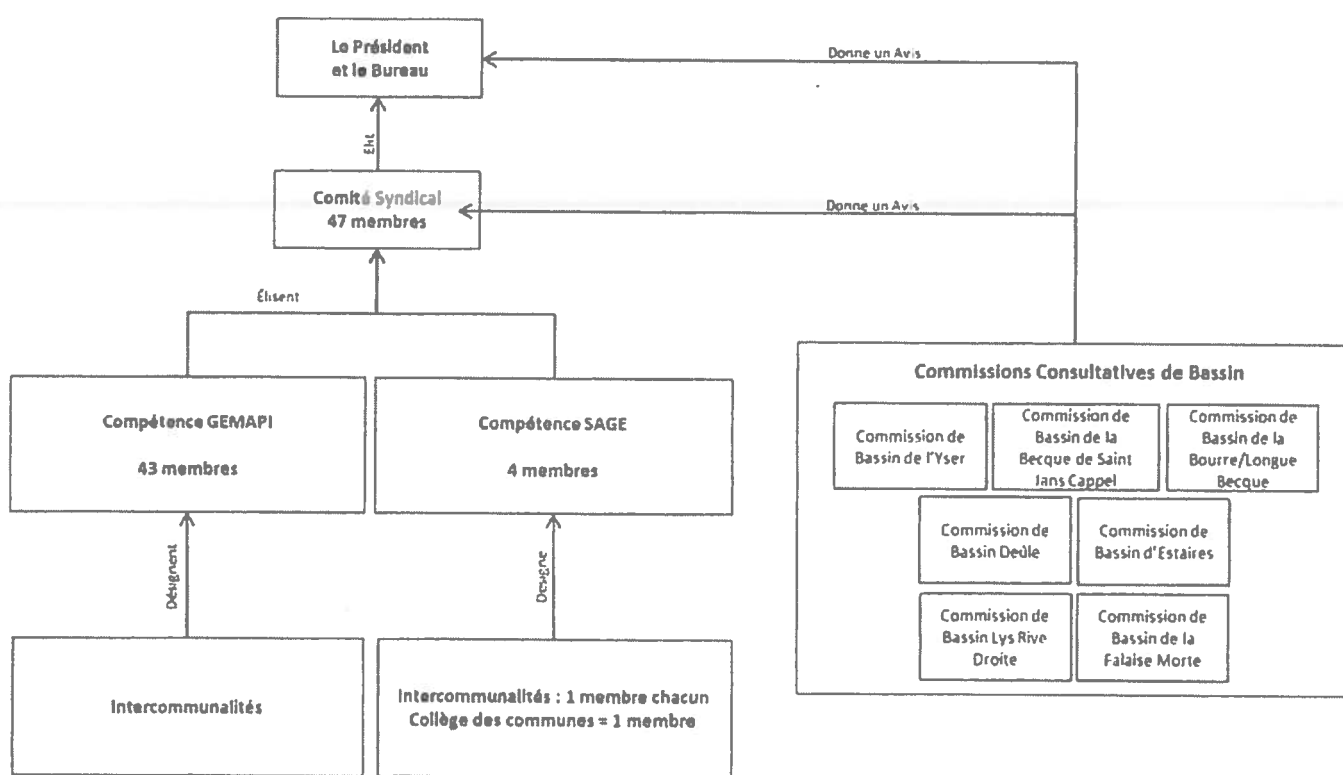 Le Président
et le Bureau
Donne un Avis
Elit
Comité Syndical
47 membres
Donne un Avis
Élisent
Compétence GEMAPI
43 membres
Compétence SAGE
4 membres
Désignent
Désigne
Intercommunalités
Intercommunalités : 1 membre chacun
Collège des communes = 1 membre
Commissions Consultatives de Bassin
Commission de
Bassin de l'Yser
Commission de
Bassin de la
Becque de Saint
Jans Cappel
Commission de
Bassin de la
Bourre/Longue
Becque
Commission de
Bassin Deûle
Commission de
Bassin d'Estaires
Commission de
Bassin Lys Rive
Droite
Commission de
Bassin de la
Falaise Morte